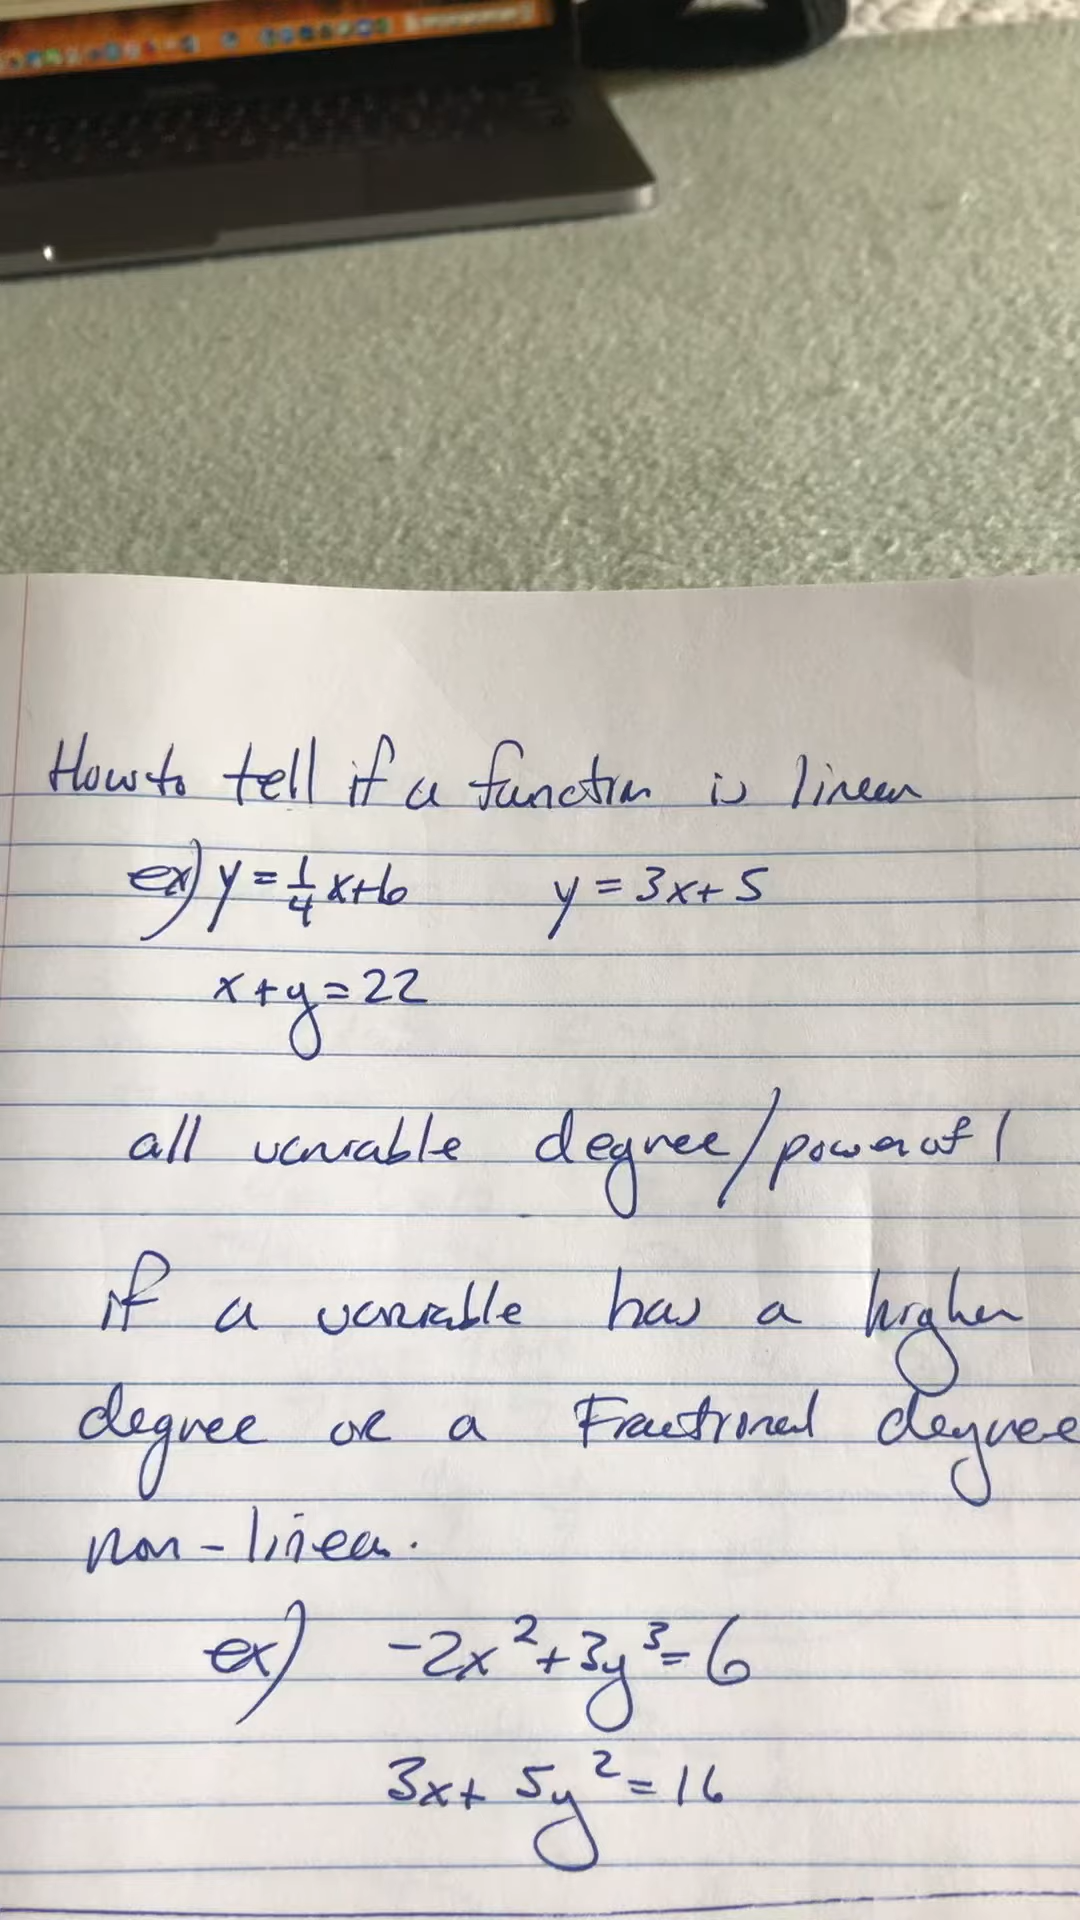 How to tell if a function is linear
ex) y = 1/4 x+6 y = 3x+5
x+y=22
all variable degree/power of 1
if a variable has a higher
degree or a Fractional degree
non-linear.
ex) -2x²+3y³=6
3x+ 5y²=16